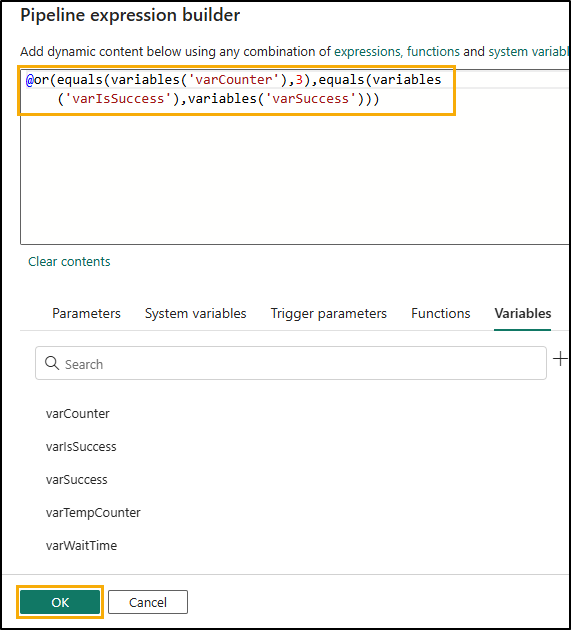 Pipeline expression builder
Add dynamic content below using any combination of expressions, functions and system variabl
@or(equals(variables('varCounter'),3),equals(variables
('varIsSuccess'),variables('varSuccess')))
Clear contents
Parameters System variables Trigger parameters Functions Variables
Search
varCounter
varIsSuccess
varSuccess
varTempCounter
varWaitTime
OK Cancel